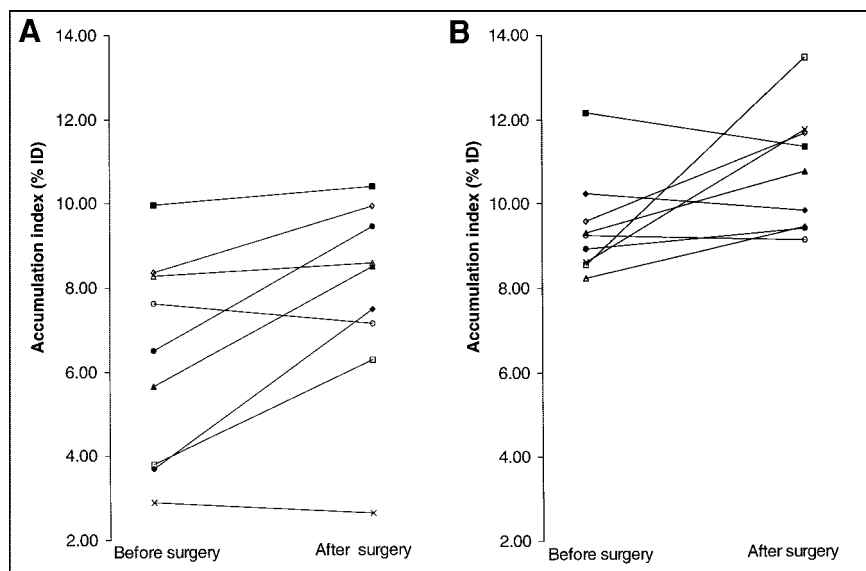 A
Accumulation index (% ID)
14.00
12.00
10.00
8.00
6.00
4.00
2.00
Before surgery
After surgery
B
Accumulation index (% ID)
14.00
12.00
10.00
8.00
6.00
4.00
2.00
Before surgery
After surgery